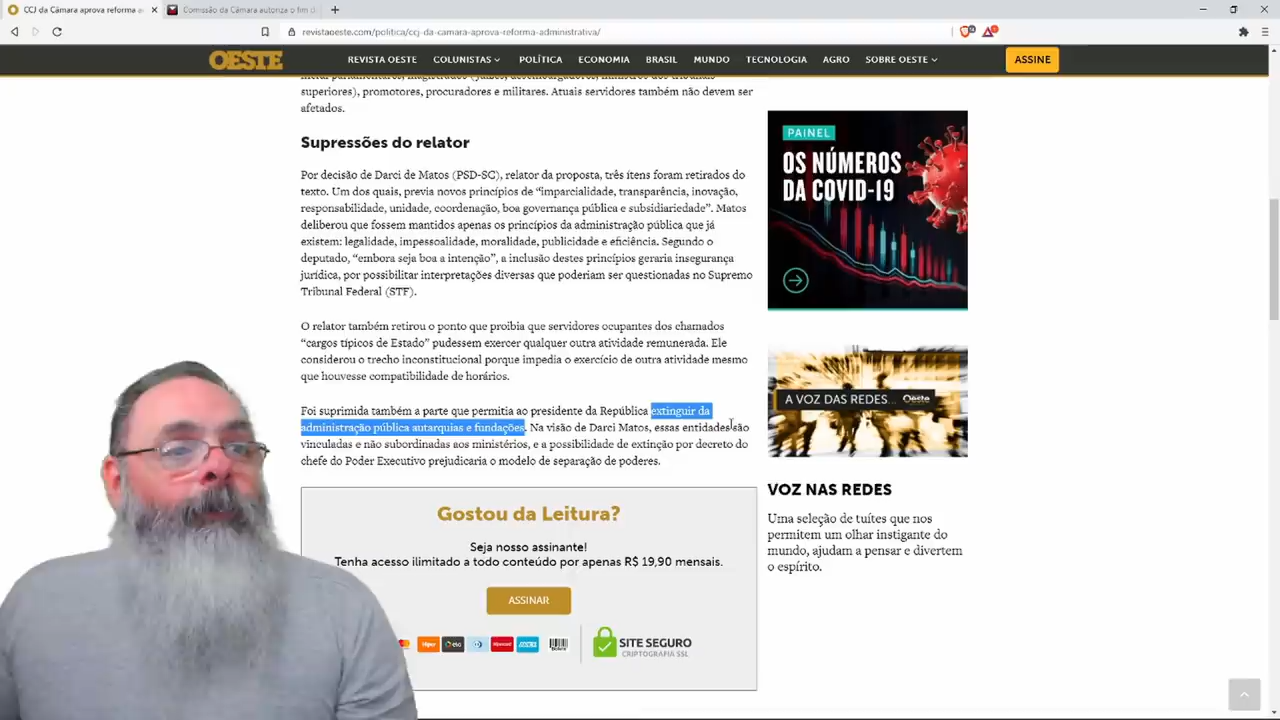 CCJ da Câmara aprova reforma a
Comissão da Câmara autoriza o fim d
revistaoeste.com/politica/ccj-da-camara-aprova-reforma-administrativa/
OESTE
REVISTA OESTE
COLUNISTAS
POLÍTICA
ECONOMIA
BRASIL
MUNDO
TECNOLOGIA
AGRO
SOBRE OESTE
ASSINE
incluir parlamentares, magistrados (juízes, desembargadores, ministros dos tribunais
superiores), promotores, procuradores e militares. Atuais servidores também não devem ser
afetados.
Supressões do relator
Por decisão de Darci de Matos (PSD-SC), relator da proposta, três itens foram retirados do
texto. Um dos quais, previa novos princípios de “imparcialidade, transparência, inovação,
responsabilidade, unidade, coordenação, boa governança pública e subsidiariedade”. Matos
deliberou que fossem mantidos apenas os princípios da administração pública que já
existem: legalidade, impessoalidade, moralidade, publicidade e eficiência. Segundo o
deputado, “embora seja boa a intenção”, a inclusão destes princípios geraria insegurança
jurídica, por possibilitar interpretações diversas que poderiam ser questionadas no Supremo
Tribunal Federal (STF).
O relator também retirou o ponto que proibia que servidores ocupantes dos chamados
“cargos típicos de Estado” pudessem exercer qualquer outra atividade remunerada. Ele
considerou o trecho inconstitucional porque impedia o exercício de outra atividade mesmo
que houvesse compatibilidade de horários.
Foi suprimida também a parte que permitia ao presidente da República extinguir da
administração pública autarquias e fundações. Na visão de Darci Matos, essas entidades são
vinculadas e não subordinadas aos ministérios, e a possibilidade de extinção por decreto do
chefe do Poder Executivo prejudicaria o modelo de separação de poderes.
Gostou da Leitura?
Seja nosso assinante!
Tenha acesso ilimitado a todo conteúdo por apenas R$ 19,90 mensais.
ASSINAR
SITE SEGURO
CRIPTOGRAFIA SSL
PAINEL
OS NÚMEROS
DA COVID-19
A VOZ DAS REDES... Oeste
VOZ NAS REDES
Uma seleção de tuítes que nos
permitem um olhar instigante do
mundo, ajudam a pensar e divertem
o espírito.